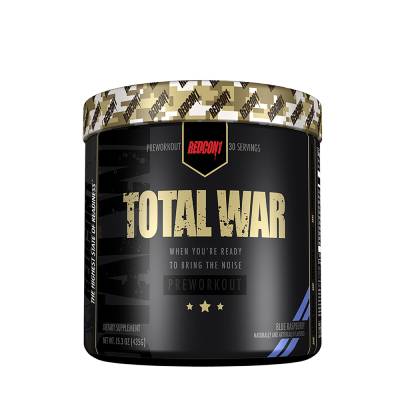 PREWORKOUT REDCON1 30 SERVINGS
TOTAL WAR
WHEN YOU'RE READY
TO BRING THE NOISE
PREWORKOUT
BLUE RASPBERRY
NATURALLY AND ARTIFICIALLY FLAVORED
DIETARY SUPPLEMENT
NET WT. 15.3 OZ (435G)
THE HIGHEST STATE OF READINESS